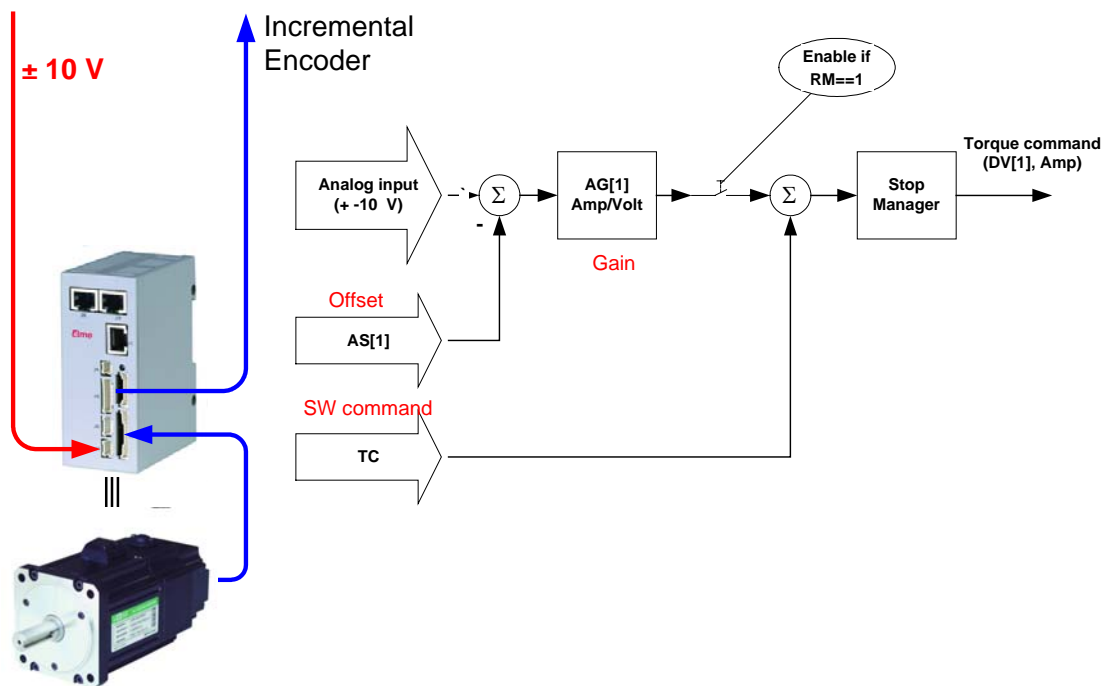 ± 10 V
Incremental
Encoder
Enable if
RM==1
Analog input
(+ -10 V)
Σ
-
AG[1]
Amp/Volt
Gain
Σ
Stop
Manager
Torque command
(DV[1], Amp)
Offset
AS[1]
SW command
TC
Elmo